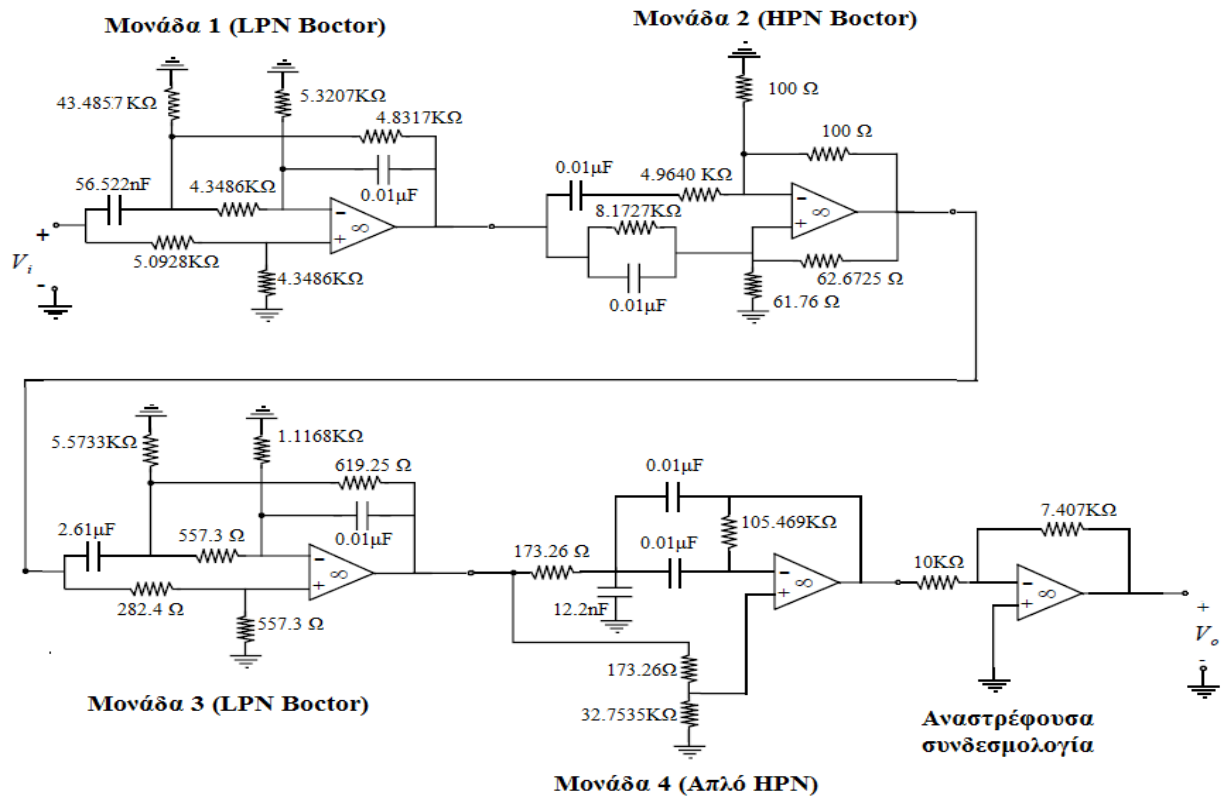 Μονάδα 1 (LPN Boctor)
Μονάδα 2 (HPN Boctor)
43.4857 KΩ
5.3207KΩ
4.8317KΩ
56.522nF
4.3486KΩ
0.01μF
- ∞ +
5.0928KΩ
4.3486KΩ
+
V_i
-
100 Ω
100 Ω
0.01μF
4.9640 KΩ
8.1727KΩ
- ∞ +
0.01μF
62.6725 Ω
61.76 Ω
5.5733KΩ
1.1168KΩ
619.25 Ω
2.61μF
557.3 Ω
0.01μF
- ∞ +
282.4 Ω
557.3 Ω
0.01μF
105.469KΩ
173.26 Ω
0.01μF
- ∞ +
12.2nF
173.26Ω
32.7535KΩ
7.407KΩ
10KΩ
- ∞ +
+
V_o
-
Μονάδα 3 (LPN Boctor)
Αναστρέφουσα
συνδεσμολογία
Μονάδα 4 (Απλό HPN)